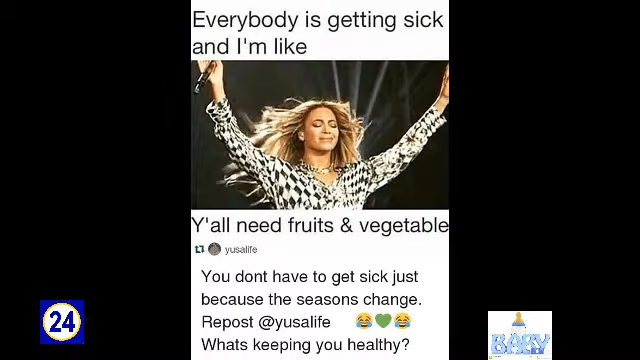 Everybody is getting sick
and I'm like
Y'all need fruits & vegetable
yusalife
You dont have to get sick just
because the seasons change.
Repost @yusalife 😂💚😂
Whats keeping you healthy?
24
BABY